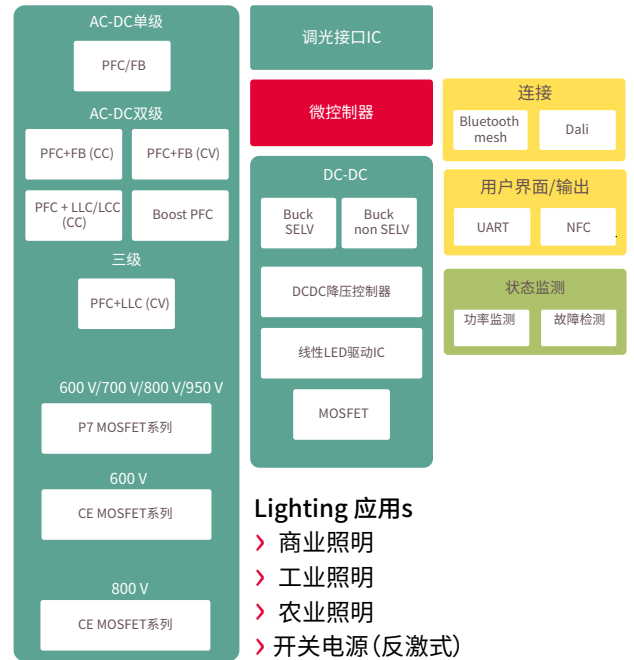 AC-DC单级
PFC/FB
AC-DC双级
PFC+FB (CC)
PFC+FB (CV)
PFC + LLC/LCC
(CC)
Boost PFC
三级
PFC+LLC (CV)
600 V/700 V/800 V/950 V
P7 MOSFET系列
600 V
CE MOSFET系列
800 V
CE MOSFET系列
调光接口IC
微控制器
DC-DC
Buck
SELV
Buck
non SELV
DCDC降压控制器
线性LED驱动IC
MOSFET
连接
Bluetooth
mesh
Dali
用户界面/输出
UART
NFC
状态监测
功率监测
故障检测
Lighting 应用s
商业照明
工业照明
农业照明
开关电源（反激式）